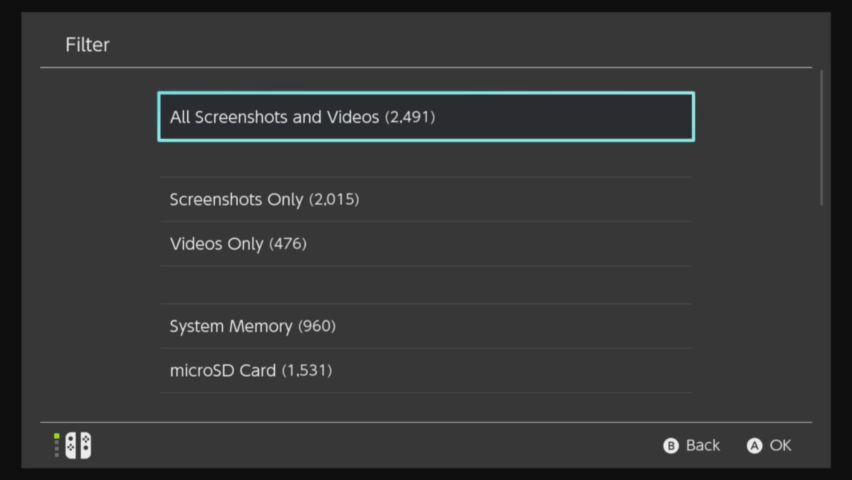 Filter
All Screenshots and Videos (2,491)
Screenshots Only (2,015)
Videos Only (476)
System Memory (960)
microSD Card (1,531)
B Back A OK